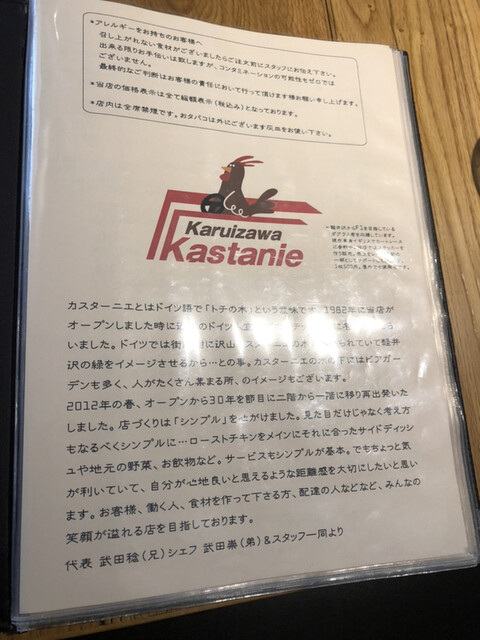 *アレルギーをお持ちのお客様へ
召し上がれない食材がございましたらご注文前にスタッフにお伝え下さい。
出来る限りお手伝いは致しますが、コンタミネーションの可能性もゼロでは
ございません。
最終的なご判断はお客様の責任において行って頂けます様お願い申し上げます。
*当店の価格表示は全て総額表示(税込み)となっております。
*店内は全席禁煙です。おタバコは外にございます灰皿をお使い下さい。
Karuizawa
Kastanie
カスターニエとはドイツ語で「トチの木」という意味です。1982年に当店が
オープンしました時に
いました。ドイツでは街
の緑をイメージさせるから…との事。カスターニエの木の下にはビアガー
デンも多く、人がたくさん集まる所、のイメージもございます。
2012年の春、オープンから30年を節目に二階から一階に移り再出発いた
しました。店づくりは「シンプル」を心がけました。見た目だけじゃなく考え方
もなるべくシンプルに…ローストチキンをメインにそれに合ったサイドディッシ
ュや地元の野菜、お飲物など。サービスもシンプルが基本。でもちょっと気
が利いていて、自分が心地良いと思えるような距離感を大切にしたいと思い
ます。お客様、働く人、食材を作って下さる方、配達の人などなど、みんなの
笑顔が溢れる店を目指しております。
代表 武田稔(兄)シェフ 武田崇(弟)&スタッフ一同より